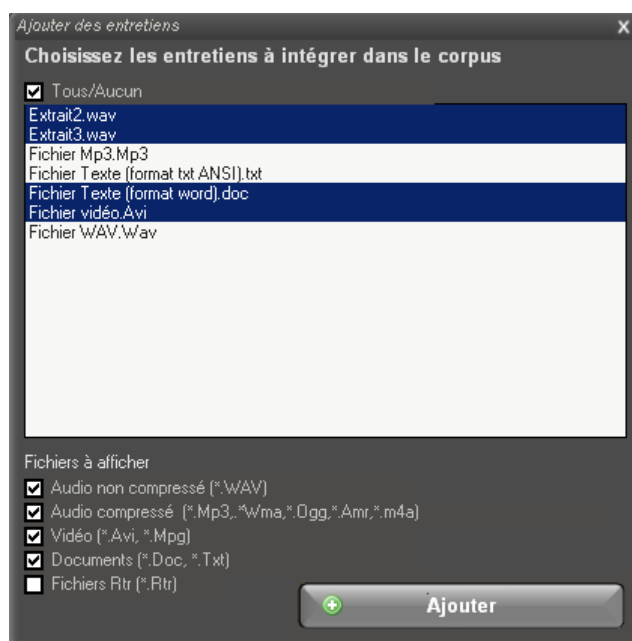 Ajouter des entretiens x
Choisissez les entretiens à intégrer dans le corpus
Tous/Aucun
Extrait2.wav
Extrait3.wav
Fichier Mp3.Mp3
Fichier Texte (format txt ANSI).txt
Fichier Texte (format word).doc
Fichier vidéo.Avi
Fichier WAV.Wav
Fichiers à afficher
Audio non compressé (*.WAV)
Audio compressé (*.Mp3,.*Wma,*.Ogg,*.Amr,*.m4a)
Vidéo (*.Avi, *.Mpg)
Documents (*.Doc, *.Txt)
Fichiers Rtr (*.Rtr)
Ajouter